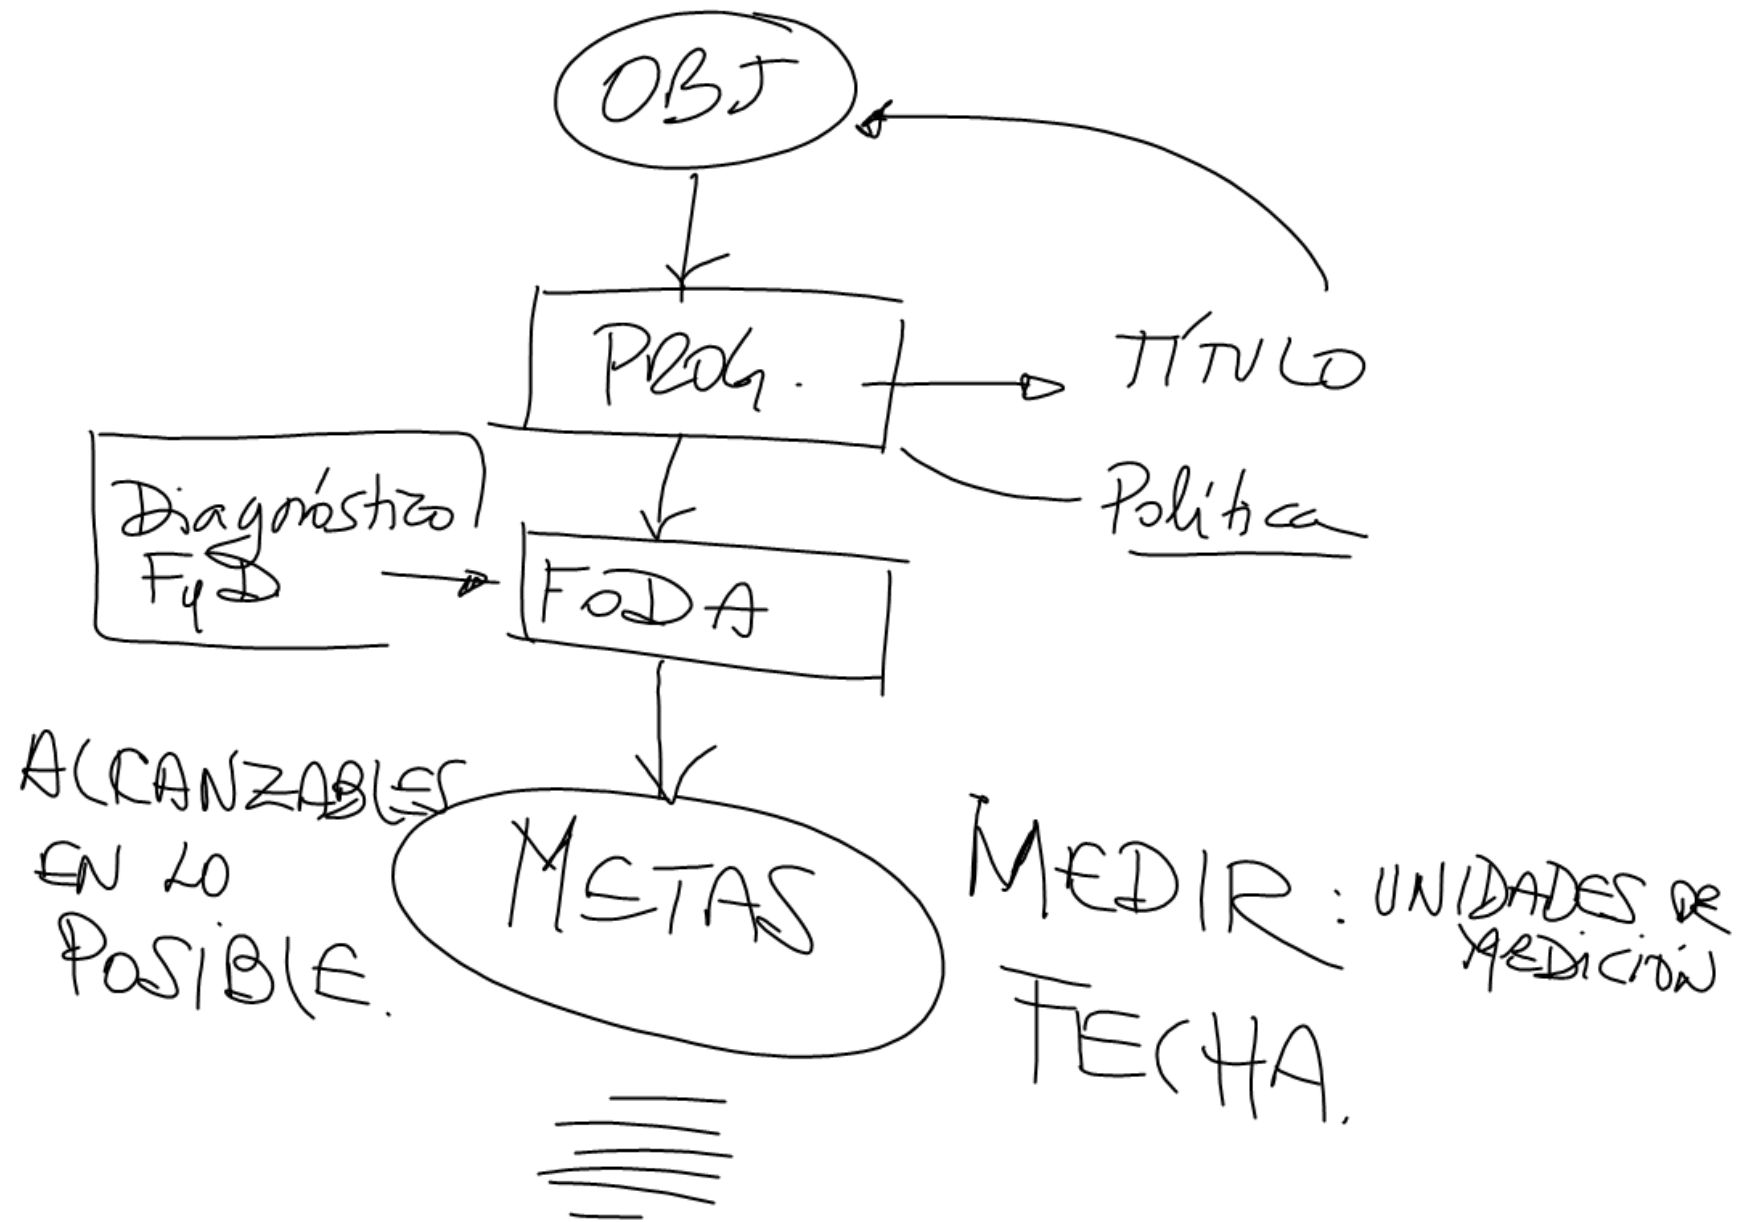 OBJ
PROG.
TÍTULO
Política
Diagnóstico
FyD
FODA
ALCANZABLES
EN LO
POSIBLE.
METAS
MEDIR: UNIDADES DE
MEDICIÓN
FECHA.